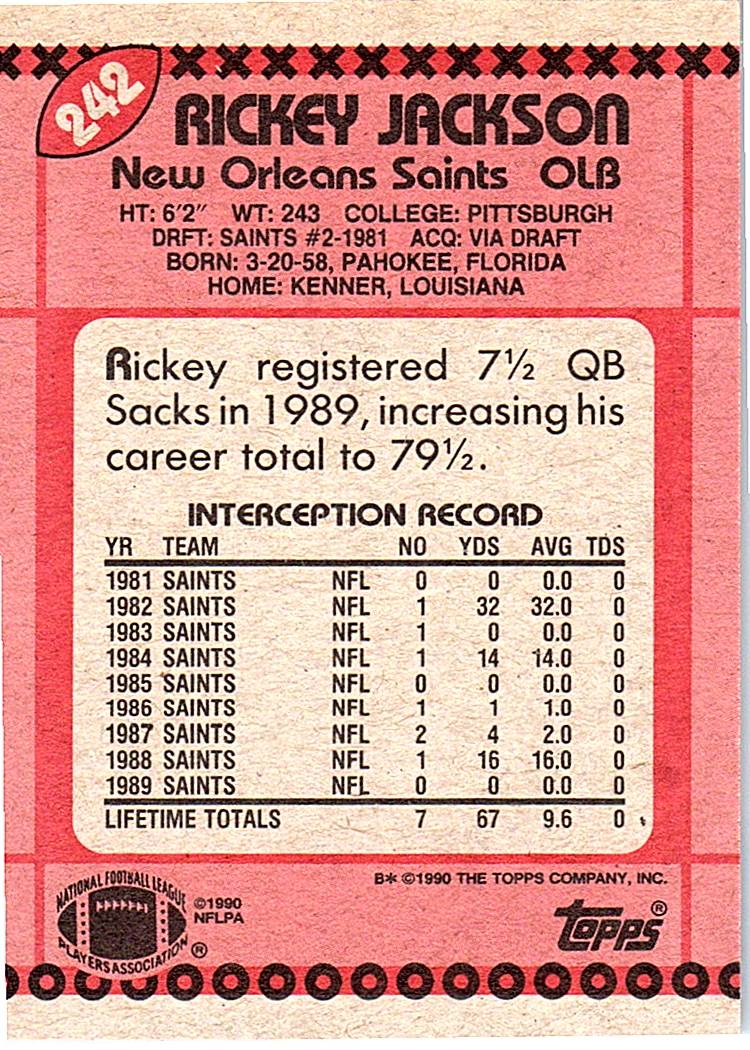 242
RICKEY JACKSON
New Orleans Saints OLB
HT: 6'2" WT: 243 COLLEGE: PITTSBURGH
DRFT: SAINTS #2-1981 ACQ: VIA DRAFT
BORN: 3-20-58, PAHOKEE, FLORIDA
HOME: KENNER, LOUISIANA
Rickey registered 7½ QB
Sacks in 1989, increasing his
career total to 79½.
INTERCEPTION RECORD
YR TEAM NO YDS AVG TDS
1981 SAINTS NFL 0 0 0.0 0
1982 SAINTS NFL 1 32 32.0 0
1983 SAINTS NFL 1 0 0.0 0
1984 SAINTS NFL 1 14 14.0 0
1985 SAINTS NFL 0 0 0.0 0
1986 SAINTS NFL 1 1 1.0 0
1987 SAINTS NFL 2 4 2.0 0
1988 SAINTS NFL 1 16 16.0 0
1989 SAINTS NFL 0 0 0.0 0
LIFETIME TOTALS 7 67 9.6 0
NATIONAL FOOTBALL LEAGUE
PLAYERS ASSOCIATION ®
©1990
NFLPA
B* ©1990 THE TOPPS COMPANY, INC.
topps®